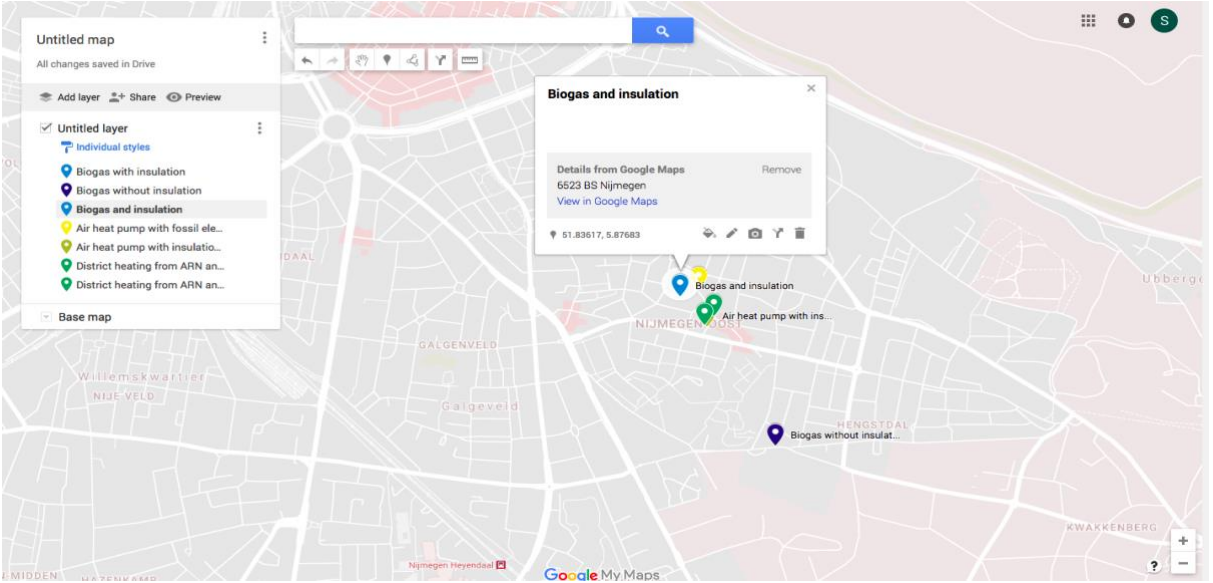 Untitled map
All changes saved in Drive
Add layer Share Preview
Untitled layer
Individual styles
Biogas with insulation
Biogas without insulation
Biogas and insulation
Air heat pump with fossil ele...
Air heat pump with insulatio...
District heating from ARN an...
District heating from ARN an...
Base map
S
Biogas and insulation
Details from Google Maps Remove
6523 BS Nijmegen
View in Google Maps
51.83617, 5.87683
Biogas and insulation
Air heat pump with ins...
NIJMEGEN-OOST
Biogas without insulat...
HENGSTDAL
GALGENVELD
Galgeveld
Willemskwartier
NIJE VELD
DAAL
Ubberge
KWAKKENBERG
Nijmegen Heyendaal
HAZENKAMP
-MIDDEN
Google My Maps
+
?
−